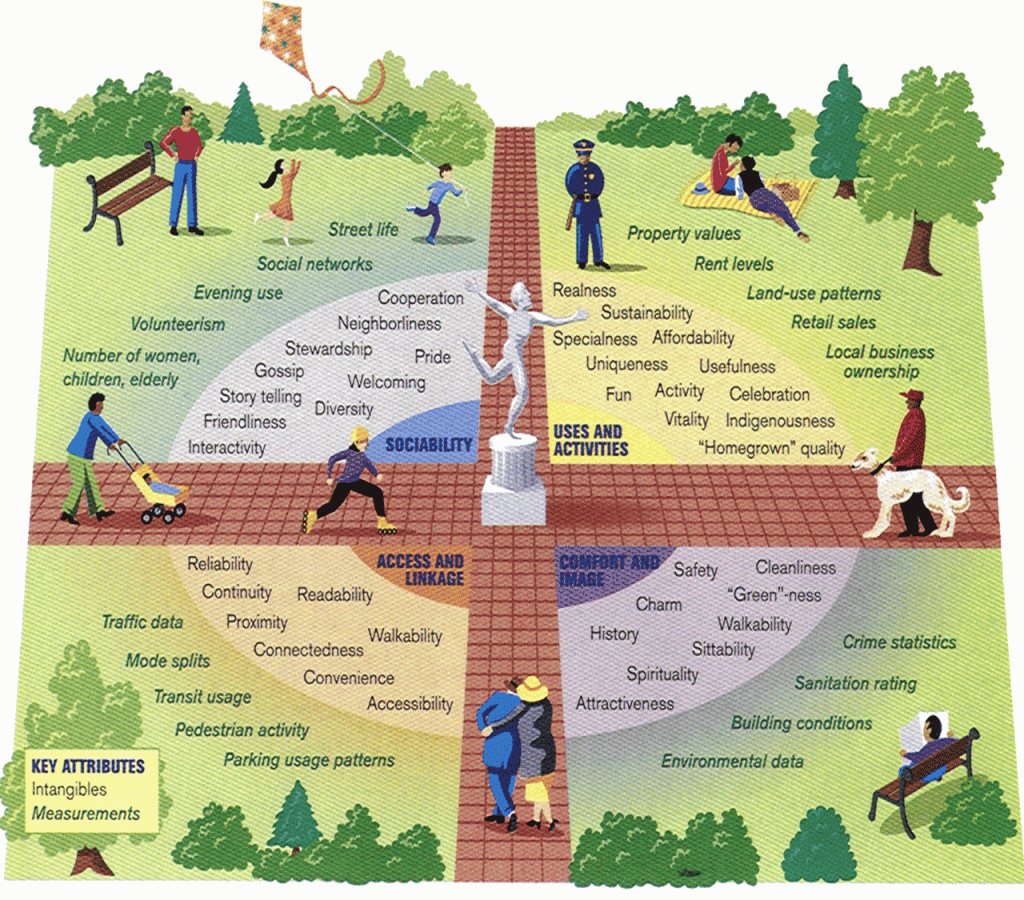 Street life
Social networks
Evening use
Volunteerism
Number of women,
children, elderly
Cooperation
Neighborliness
Stewardship
Pride
Gossip
Welcoming
Story telling
Diversity
Friendliness
Interactivity
SOCIABILITY
Property values
Rent levels
Land-use patterns
Retail sales
Local business
ownership
Realness
Sustainability
Specialness
Affordability
Uniqueness
Usefulness
Fun
Activity
Celebration
Vitality
Indigenousness
"Homegrown" quality
USES AND
ACTIVITIES
ACCESS AND
LINKAGE
Reliability
Continuity
Readability
Proximity
Walkability
Connectedness
Convenience
Accessibility
Traffic data
Mode splits
Transit usage
Pedestrian activity
Parking usage patterns
COMFORT AND
IMAGE
Safety
Cleanliness
Charm
"Green"-ness
History
Walkability
Sittability
Spirituality
Attractiveness
Crime statistics
Sanitation rating
Building conditions
Environmental data
KEY ATTRIBUTES
Intangibles
Measurements